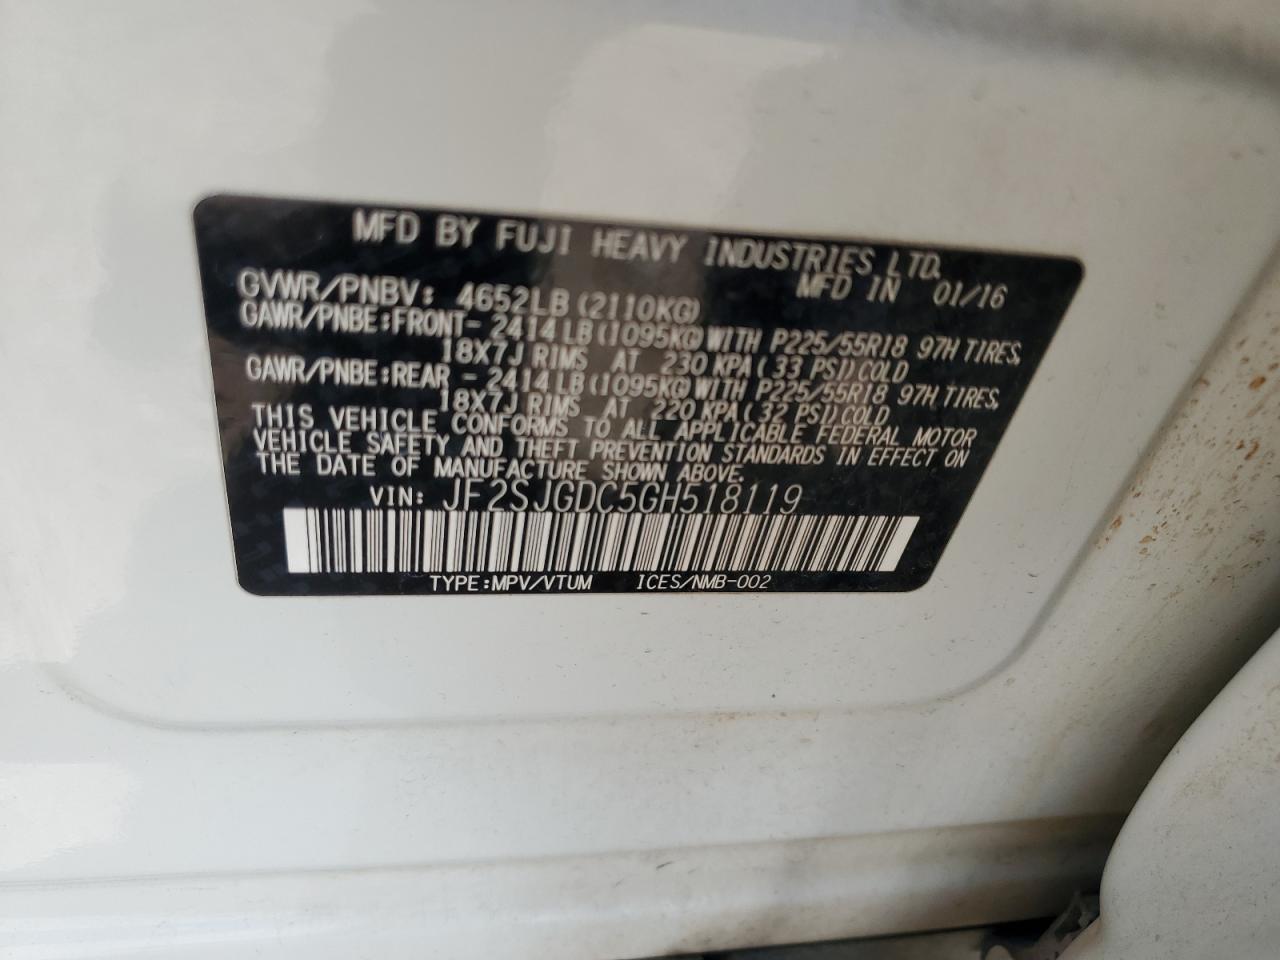 MFD BY FUJI HEAVY INDUSTRIES LTD.
MFD IN 01/16
GVWR/PNBV: 4652LB (2110KG)
GAWR/PNBE:FRONT- 2414LB (1095KG) WITH P225/55R18 97H TIRES,
18X7J RIMS AT 230 KPA (33 PSI) COLD
GAWR/PNBE:REAR - 2414LB (1095KG) WITH P225/55R18 97H TIRES,
18X7J RIMS AT 220 KPA (32 PSI) COLD
THIS VEHICLE CONFORMS TO ALL APPLICABLE FEDERAL MOTOR
VEHICLE SAFETY AND THEFT PREVENTION STANDARDS IN EFFECT ON
THE DATE OF MANUFACTURE SHOWN ABOVE.
VIN: JF2SJGDC5GH518119
TYPE:MPV/VTUM ICES/NMB-002